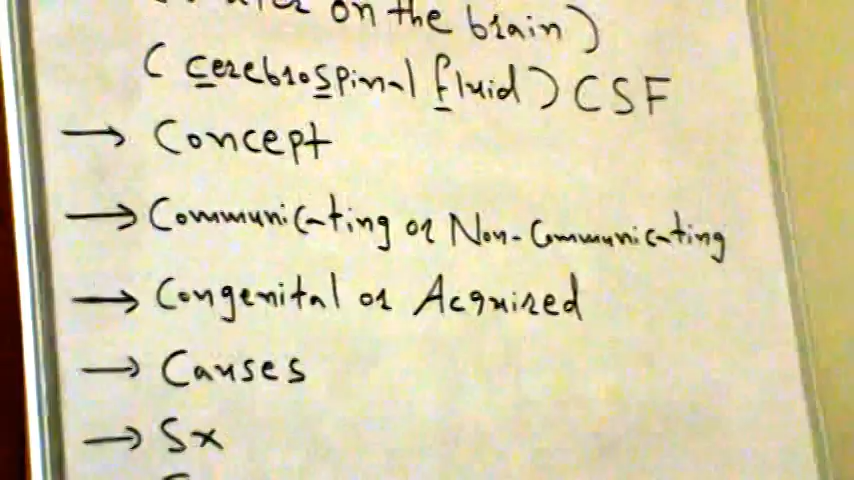 on the brain)
(cerebrospinal fluid) CSF
→ Concept
→ Communicating or Non-Communicating
→ Congenital or Acquired
→ Causes
→ Sx